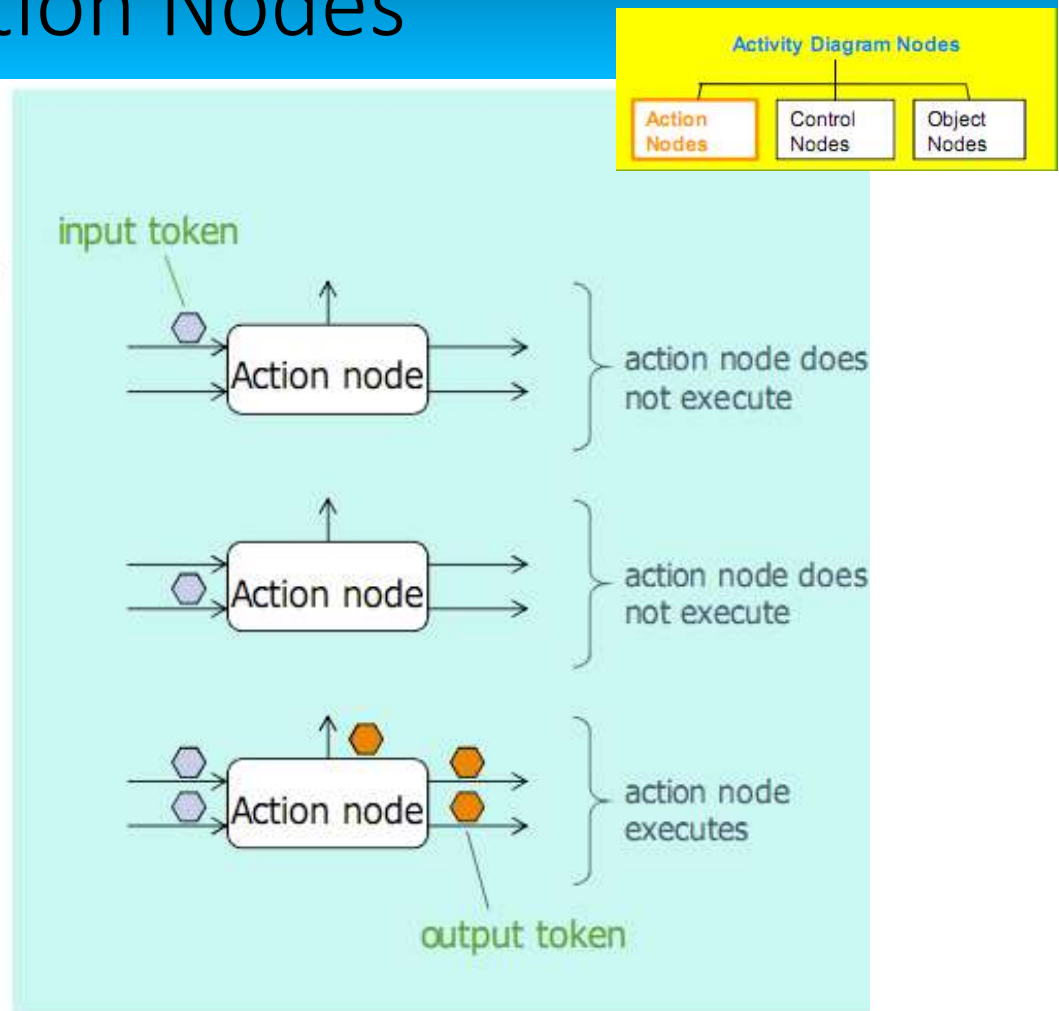 tion Nodes
Activity Diagram Nodes
Action
Nodes
Control
Nodes
Object
Nodes
input token
Action node
action node does
not execute
Action node
action node does
not execute
Action node
action node
executes
output token